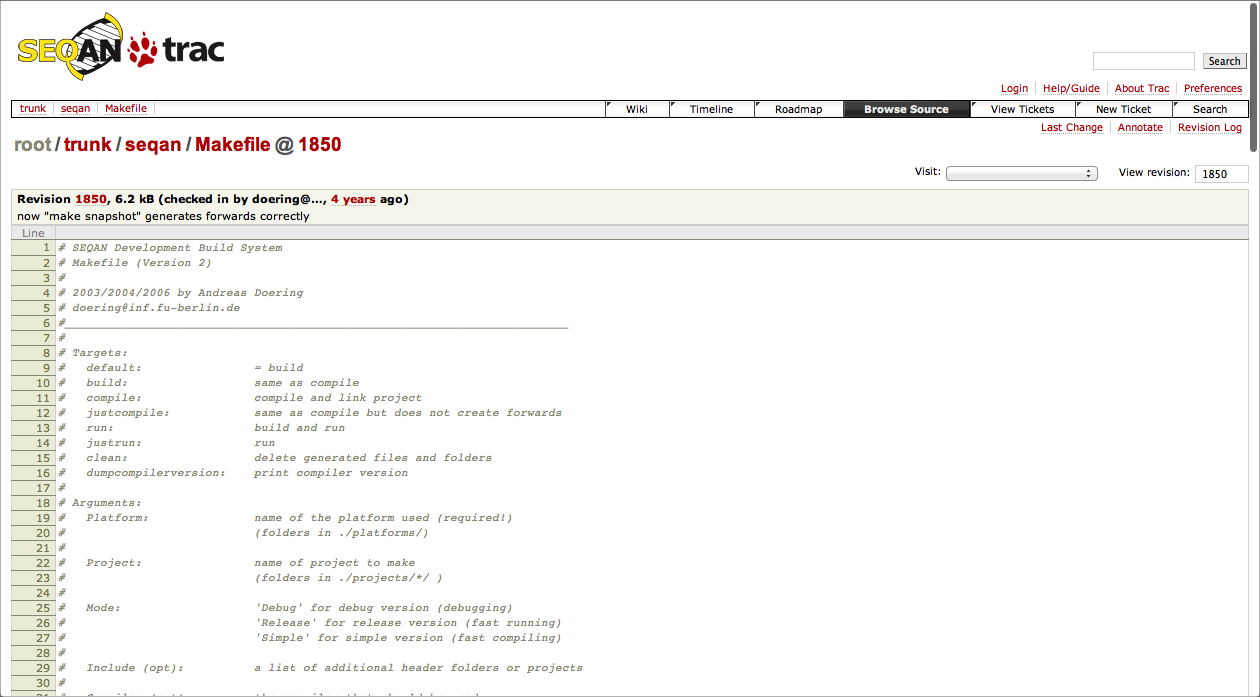 SEQAN trac
Search
Login Help/Guide About Trac Preferences
trunk seqan Makefile Wiki Timeline Roadmap Browse Source View Tickets New Ticket Search
Last Change Annotate Revision Log
root / trunk / seqan / Makefile @ 1850
Visit: View revision: 1850
Revision 1850, 6.2 kB (checked in by doering@..., 4 years ago)
now "make snapshot" generates forwards correctly
Line
1 # SEQAN Development Build System
2 # Makefile (Version 2)
3 #
4 # 2003/2004/2006 by Andreas Doering
5 # doering@inf.fu-berlin.de
6 #________________________________________________________________________
7 #
8 # Targets:
9 # default: = build
10 # build: same as compile
11 # compile: compile and link project
12 # justcompile: same as compile but does not create forwards
13 # run: build and run
14 # justrun: run
15 # clean: delete generated files and folders
16 # dumpcompilerversion: print compiler version
17 #
18 # Arguments:
19 # Platform: name of the platform used (required!)
20 # (folders in ./platforms/)
21 #
22 # Project: name of project to make
23 # (folders in ./projects/*/ )
24 #
25 # Mode: 'Debug' for debug version (debugging)
26 # 'Release' for release version (fast running)
27 # 'Simple' for simple version (fast compiling)
28 #
29 # Include (opt): a list of additional header folders or projects
30 #